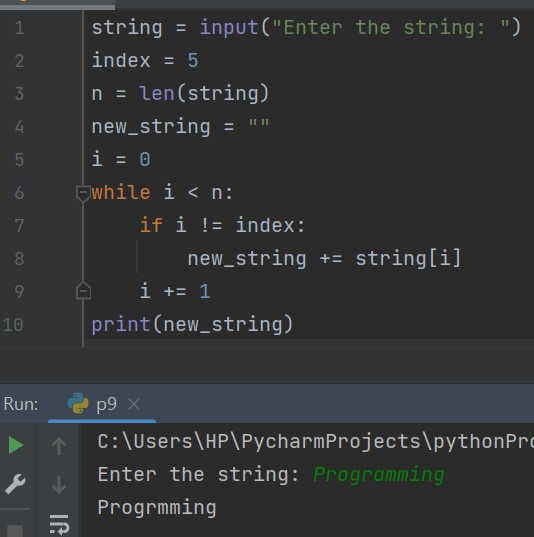 1 string = input("Enter the string: ")
2 index = 5
3 n = len(string)
4 new_string = ""
5 i = 0
6 while i < n:
7 if i != index:
8 new_string += string[i]
9 i += 1
10 print(new_string)
Run: p9
C:\Users\HP\PycharmProjects\pythonPro
Enter the string: Programming
Progrmming